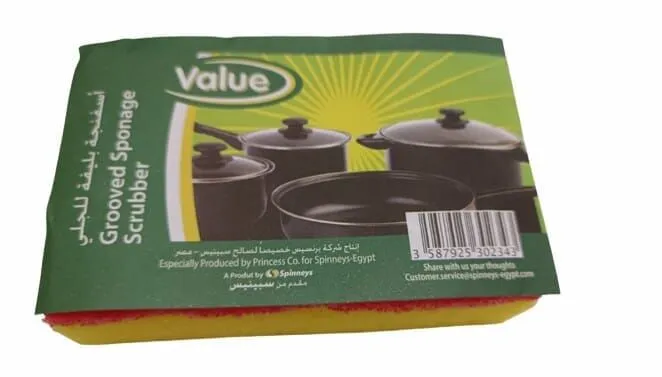 Value
أسفنجة بليفة للجلي
Grooved Sponage
Scrubber
إنتاج شركة برنسيس خصيصاً لصالح سبينيس - مصر
Especially Produced by Princess Co. for Spinneys-Egypt
A Produt by Spinneys
مقدم من سبينيس
3 587925 302343
Share with us your thoughts
Customer.service@spinneys-egypt.com